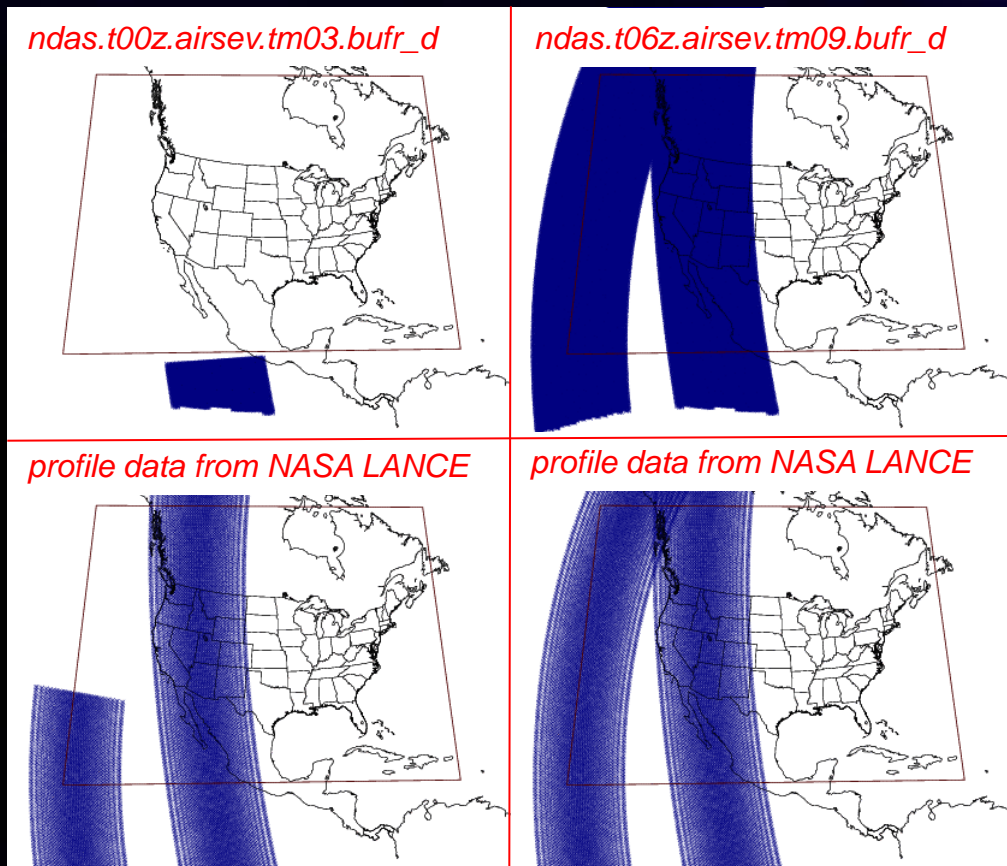 ndas.t00z.airsev.tm03.bufr_d
ndas.t06z.airsev.tm09.bufr_d
profile data from NASA LANCE
profile data from NASA LANCE